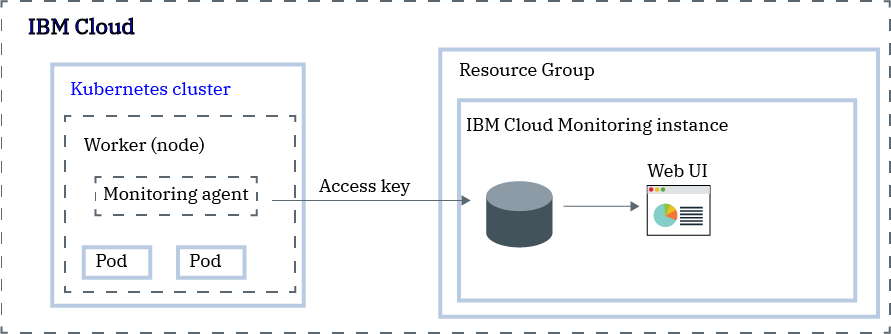 IBM Cloud
Kubernetes cluster
Worker (node)
Monitoring agent
Pod
Pod
Access key
Resource Group
IBM Cloud Monitoring instance
Web UI